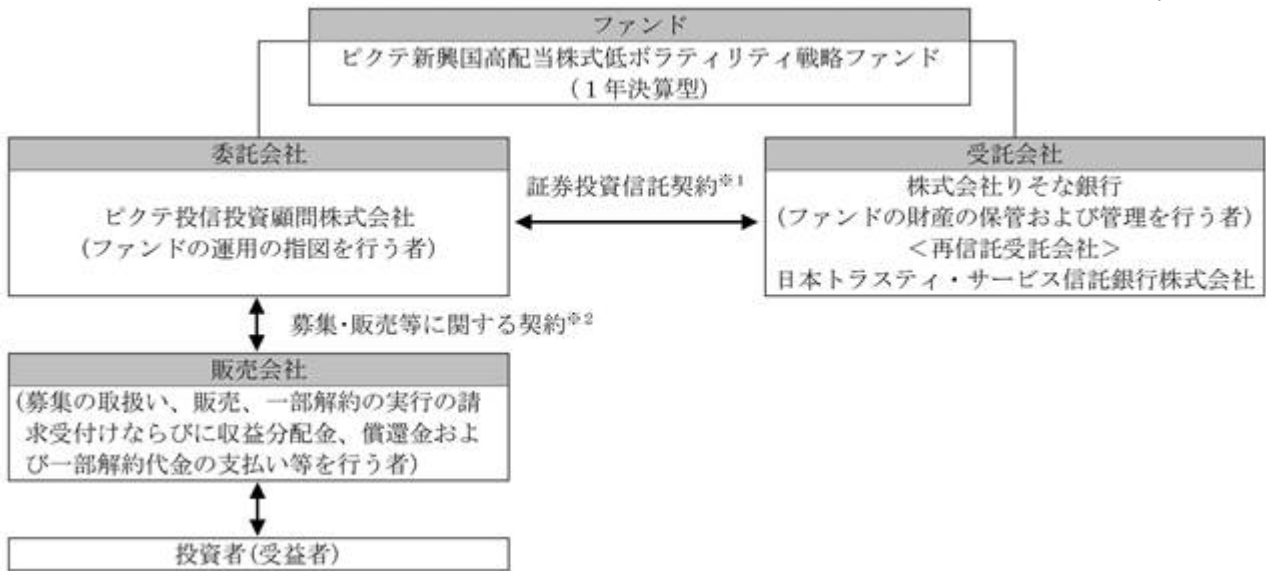 ファンド
ピクテ新興国高配当株式低ボラティリティ戦略ファンド
(1年決算型)
委託会社
ピクテ投信投資顧問株式会社
(ファンドの運用の指図を行う者)
証券投資信託契約※1
受託会社
株式会社りそな銀行
(ファンドの財産の保管および管理を行う者)
<再信託受託会社>
日本トラスティ・サービス信託銀行株式会社
募集・販売等に関する契約※2
販売会社
(募集の取扱い、販売、一部解約の実行の請
求受付けならびに収益分配金、償還金およ
び一部解約代金の支払い等を行う者)
投資者(受益者)